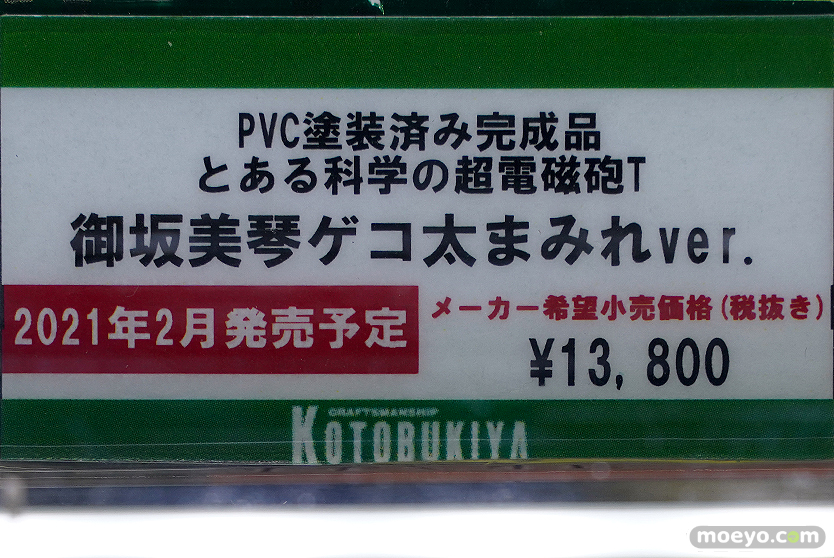 PVC塗装済み完成品
とある科学の超電磁砲T
御坂美琴ゲコ太まみれver.
2021年2月発売予定
メーカー希望小売価格(税抜き)
¥13,800
CRAFTSMANSHIP
KOTOBUKIYA
moeyo.com